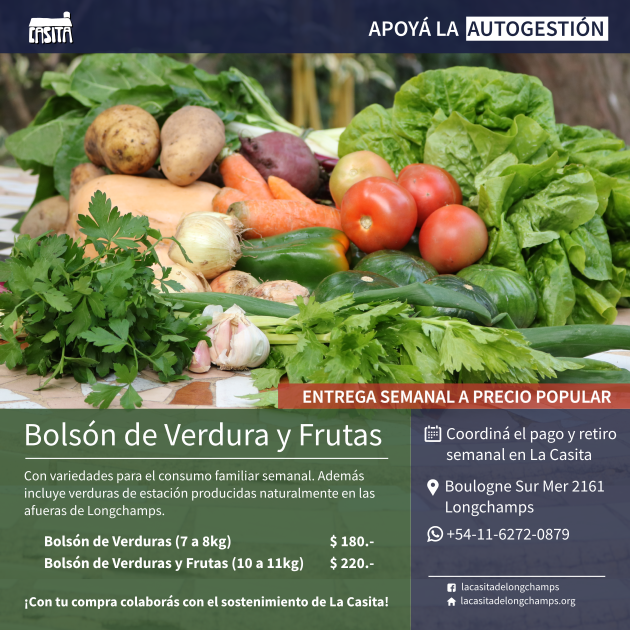 CASITA
APOYÁ LA AUTOGESTIÓN
ENTREGA SEMANAL A PRECIO POPULAR
Bolsón de Verdura y Frutas
Con variedades para el consumo familiar semanal. Además
incluye verduras de estación producidas naturalmente en las
afueras de Longchamps.
Bolsón de Verduras (7 a 8kg) $ 180.-
Bolsón de Verduras y Frutas (10 a 11kg) $ 220.-
¡Con tu compra colaborás con el sostenimiento de La Casita!
Coordiná el pago y retiro
semanal en La Casita
Boulogne Sur Mer 2161
Longchamps
+54-11-6272-0879
lacasitadelongchamps
lacasitadelongchamps.org